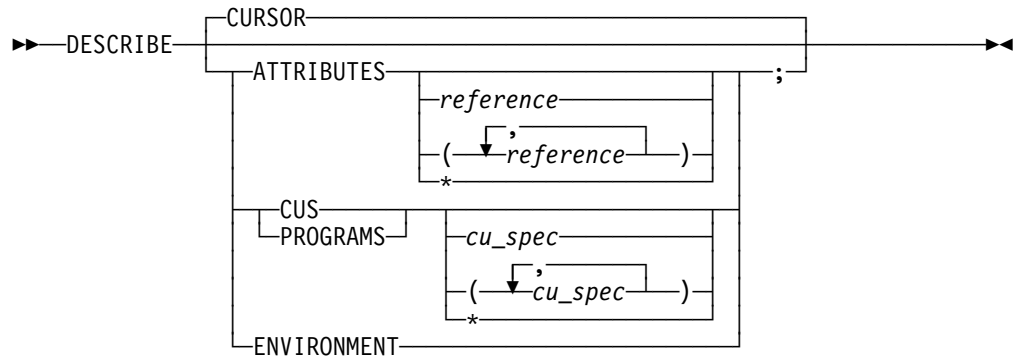 CURSOR
DESCRIBE
ATTRIBUTES ;
reference
,
( reference )
*
CUS
PROGRAMS cu_spec
,
( cu_spec )
*
ENVIRONMENT